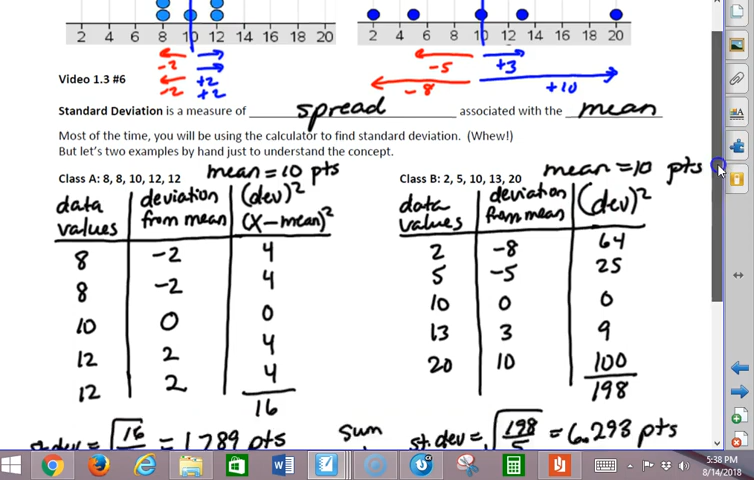 2 4 6 8 10 12 14 16 18 20 2 4 6 8 10 12 14 16 18 20
-2 +2 -5 +3
-2 +2 -8 +10
Video 1.3 #6
Standard Deviation is a measure of spread associated with the mean
Most of the time, you will be using the calculator to find standard deviation. (Whew!)
But let's two examples by hand just to understand the concept.
mean = 10 pts mean = 10 pts
Class A: 8, 8, 10, 12, 12 Class B: 2, 5, 10, 13, 20
data values deviation from mean (dev)² (X - mean)² data values deviation from mean (dev)²
8 -2 4 2 -8 64
8 -2 4 5 -5 25
10 0 0 10 0 0
12 2 4 13 3 9
12 2 4 20 10 100
16 198
st. dev = √16 = 1.789 pts sum st. dev = √198/5 = 6.293 pts
5:38 PM
8/14/2018